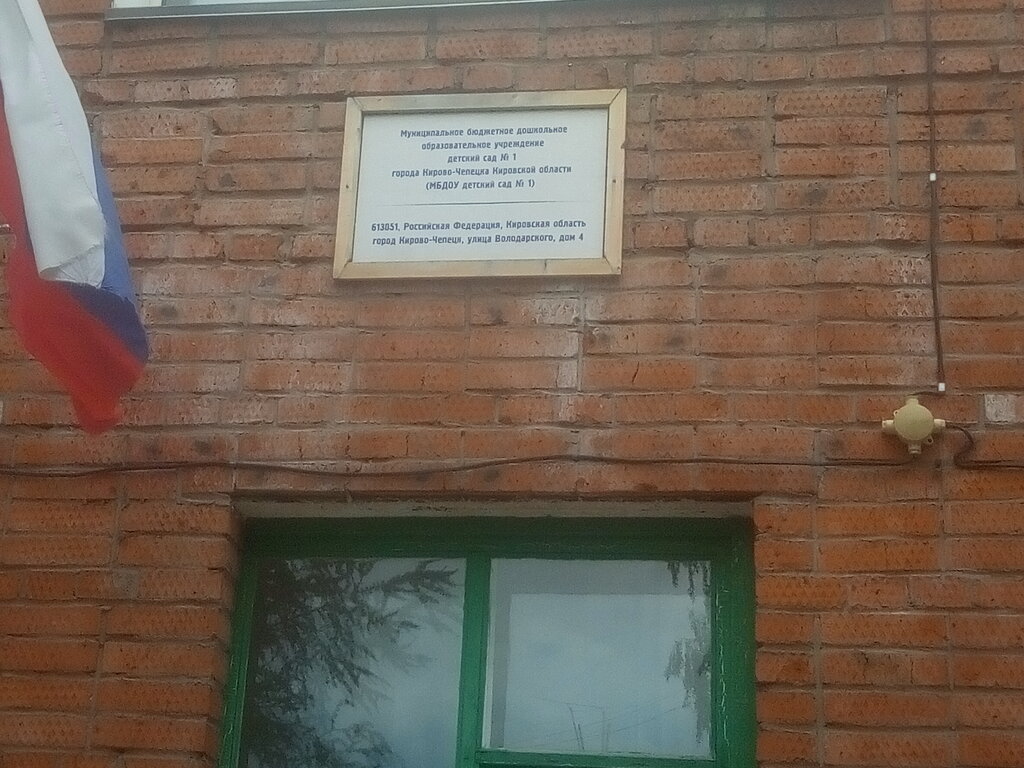 Муниципальное бюджетное дошкольное
образовательное учреждение
детский сад № 1
города Кирово-Чепецка Кировской области
(МБДОУ детский сад № 1)
613051, Российская Федерация, Кировская область
город Кирово-Чепецк, улица Володарского, дом 4